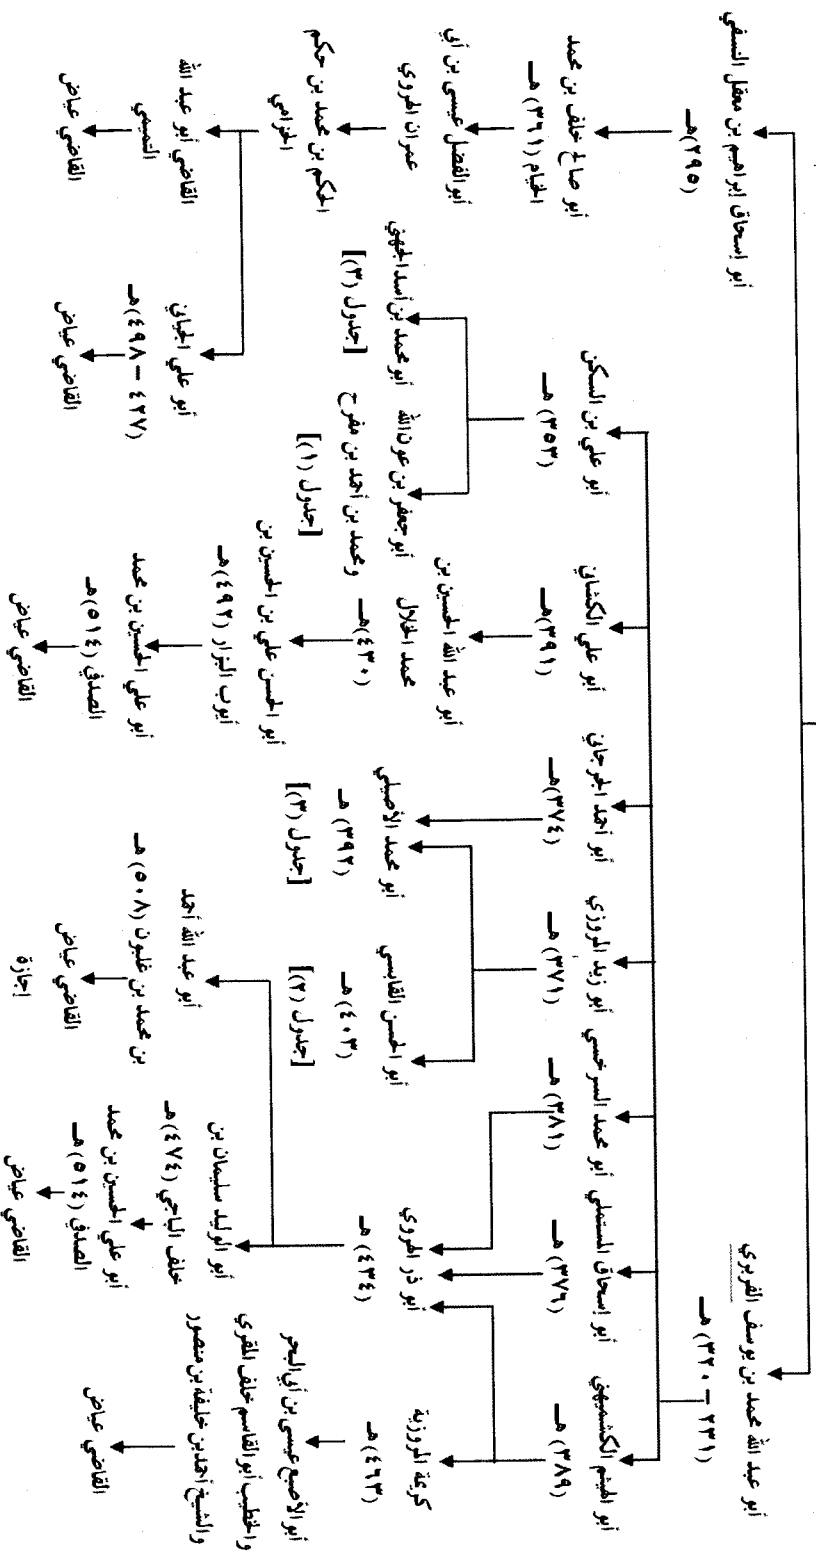 أبو عبد الله محمد بن يوسف الفربري
(٢٣١ – ٣٢٠) هـ
أبو إسحاق إبراهيم بن معقل النسفي
(٢٩٥) هـ
أبو الهيثم الكشميهني
(٣٨٩) هـ
أبو إسحاق المستملي
(٣٧٦) هـ
أبو محمد السرخسي
(٣٨١) هـ
أبو زيد المروزي
(٣٧١) هـ
أبو أحمد الجرجاني
(٣٧٤) هـ
أبو علي الكشاني
(٣٩١) هـ
أبو علي بن السكن
(٣٥٣) هـ
أبو صالح خلف بن محمد
الخيام (٣٦١) هـ
كريمة المروزية
(٤٦٣) هـ
أبو ذر الهروي
(٤٣٤) هـ
أبو الحسن القابسي
(٤٠٣) هـ
[جدول (٢)]
أبو محمد الأصيلي
(٣٩٢) هـ
[جدول (٣)]
أبو عبد الله الحسين بن
محمد الخلال
(٤٣٠) هـ
أبو جعفر بن عون الله
ومحمد بن أحمد بن مفرح
[جدول (١)]
أبو محمد بن أسد الجهني
[جدول (٣)]
أبو الفضل عيسى بن أبي
عمران الهروي
أبو الأصبغ عيسى بن أبي البحر
والخطيب أبو القاسم خلف المقري
والشيخ أحمد بن خليفة بن منصور
القاضي عياض
أبو الوليد سليمان بن
خلف الباجي (٤٧٤) هـ
أبو علي الحسين بن محمد
الصدفي (٥١٤) هـ
القاضي عياض
أبو عبد الله أحمد
بن محمد بن غلبون (٥٠٨) هـ
القاضي عياض
إجازة
أبو الحسن علي بن الحسين بن
أيوب البزار (٤٩٢) هـ
أبو علي الحسين بن محمد
الصدفي (٥١٤) هـ
القاضي عياض
الحكم بن محمد بن حكم
الحزامي
أبو علي الجياني
(٤٢٧ – ٤٩٨) هـ
القاضي عياض
القاضي أبو عبد الله
التميمي
القاضي عياض